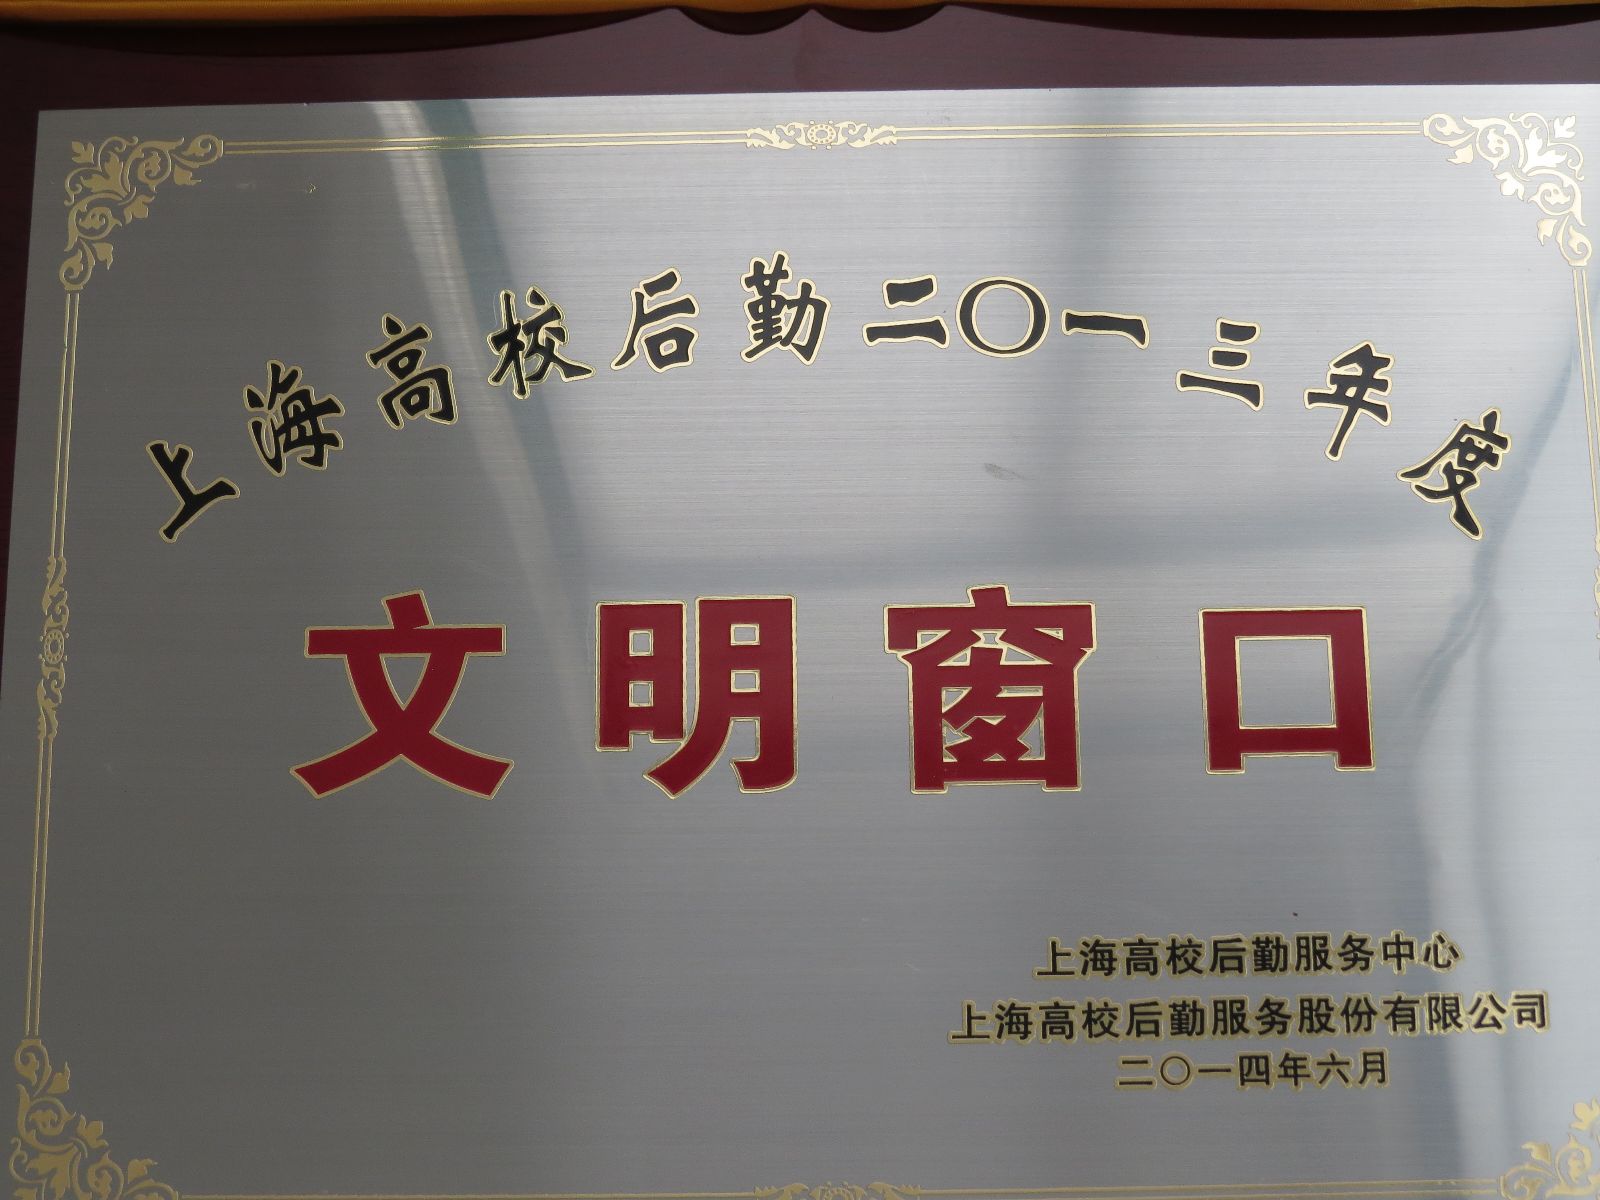 上海高校后勤二〇一三年度
文明窗口
上海高校后勤服务中心
上海高校后勤服务股份有限公司
二〇一四年六月